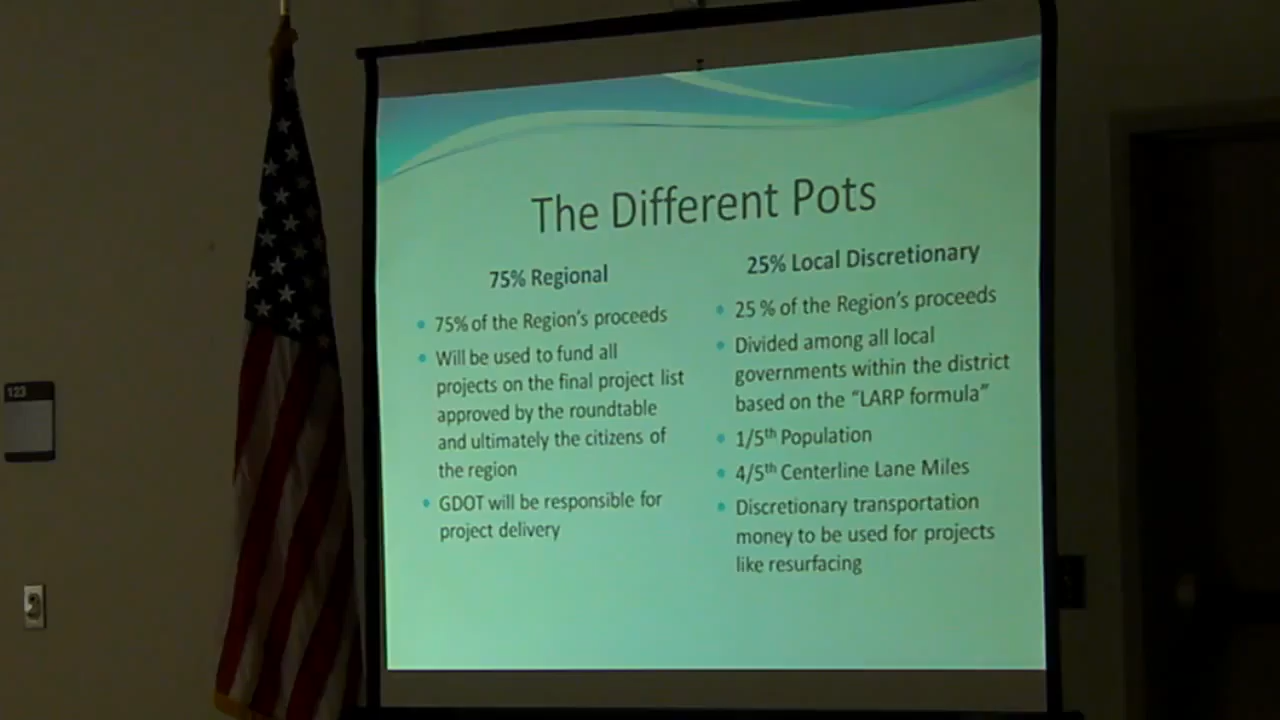 The Different Pots
75% Regional
75% of the Region's proceeds
Will be used to fund all
projects on the final project list
approved by the roundtable
and ultimately the citizens of
the region
GDOT will be responsible for
project delivery
25% Local Discretionary
25 % of the Region's proceeds
Divided among all local
governments within the district
based on the "LARP formula"
1/5th Population
4/5th Centerline Lane Miles
Discretionary transportation
money to be used for projects
like resurfacing
123